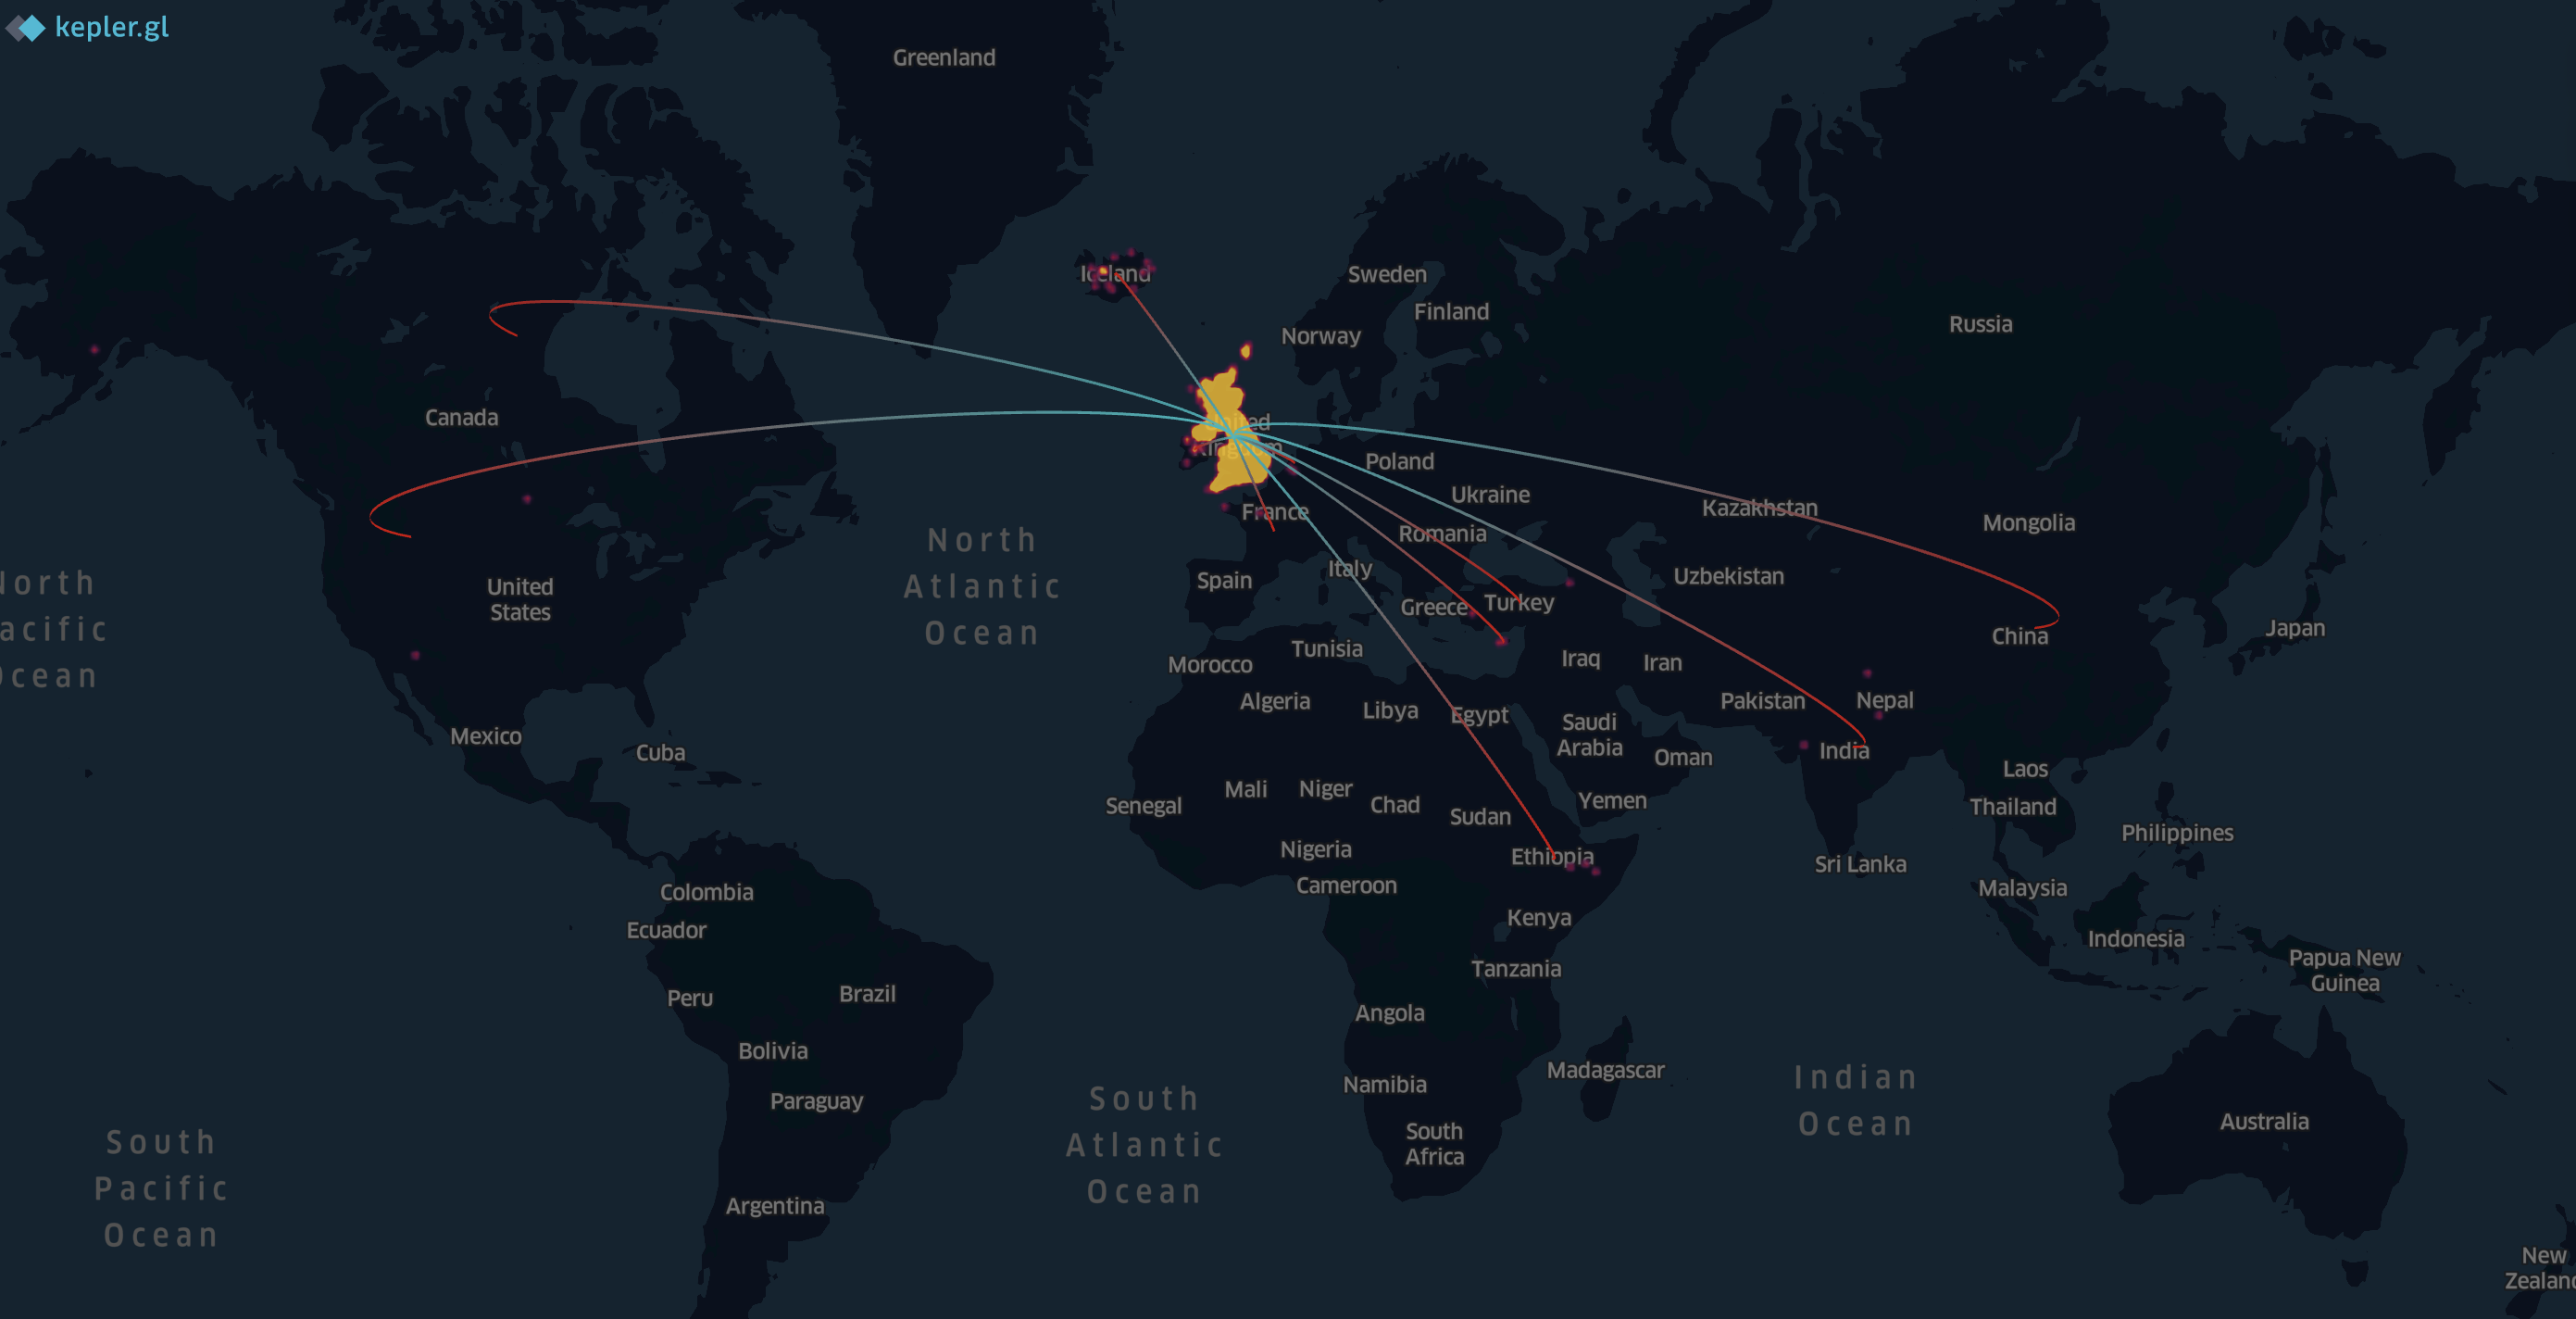 kepler.gl
Greenland
Iceland
Sweden
Finland
Norway
Russia
Canada
United
Kingdom
Poland
Ukraine
Kazakhstan
Mongolia
France
Romania
North
Atlantic
Ocean
North
Pacific
Ocean
United
States
Spain
Italy
Uzbekistan
Greece
Turkey
China
Japan
Tunisia
Morocco
Iraq
Iran
Algeria
Libya
Egypt
Pakistan
Nepal
Saudi
Arabia
Mexico
Cuba
Oman
India
Laos
Mali
Niger
Chad
Senegal
Sudan
Yemen
Thailand
Philippines
Nigeria
Ethiopia
Sri Lanka
Cameroon
Malaysia
Colombia
Ecuador
Kenya
Indonesia
Tanzania
Papua New
Guinea
Peru
Brazil
Angola
Bolivia
Madagascar
Namibia
Indian
Ocean
Paraguay
South
Atlantic
Ocean
Australia
South
Africa
South
Pacific
Ocean
Argentina
New
Zealand